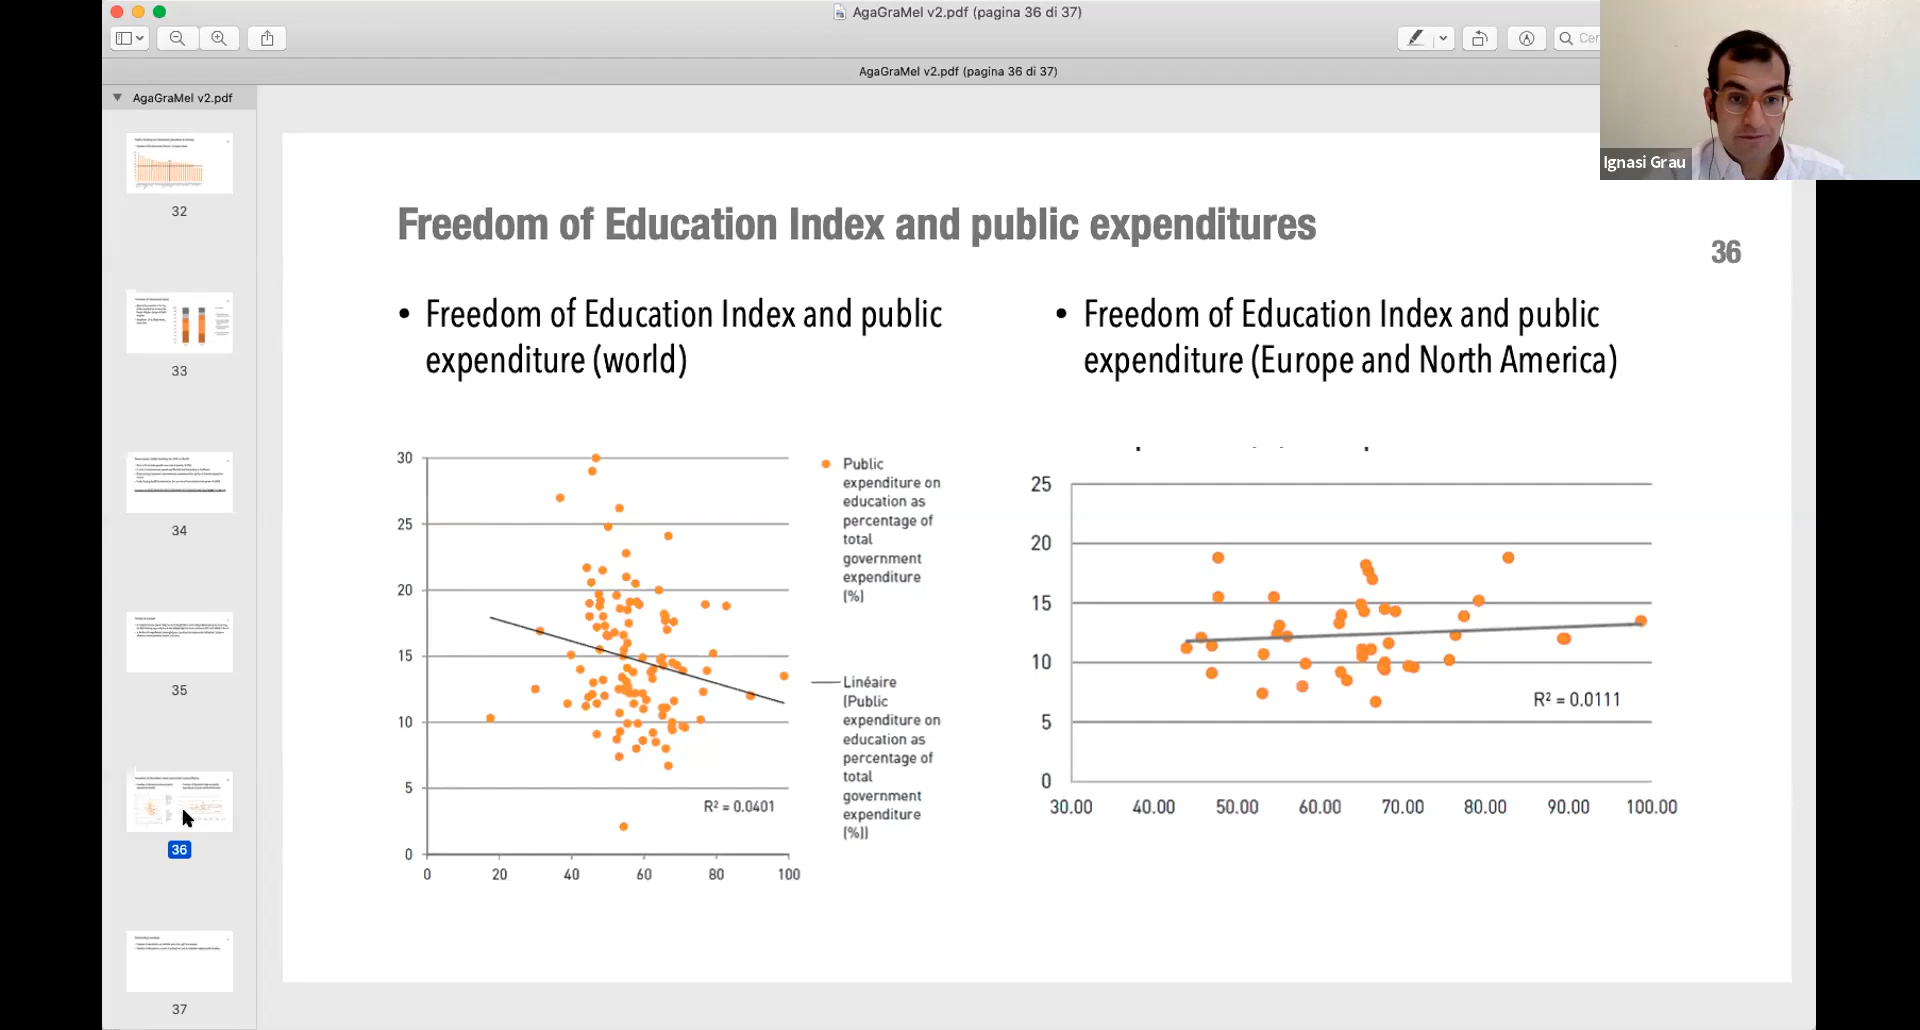 AgaGraMel v2.pdf (pagina 36 di 37)
Cer
AgaGraMel v2.pdf (pagina 36 di 37)
AgaGraMel v2.pdf
Ignasi Grau
32
33
34
35
36
37
Freedom of Education Index and public expenditures
36
• Freedom of Education Index and public
expenditure (world)
• Freedom of Education Index and public
expenditure (Europe and North America)
30
25
20
15
10
5
0
0 20 40 60 80 100
R² = 0.0401
Public
expenditure on
education as
percentage of
total
government
expenditure
(%)
Linéaire
(Public
expenditure on
education as
percentage of
total
government
expenditure
(%))
25
20
15
10
5
0
30.00 40.00 50.00 60.00 70.00 80.00 90.00 100.00
R² = 0.0111